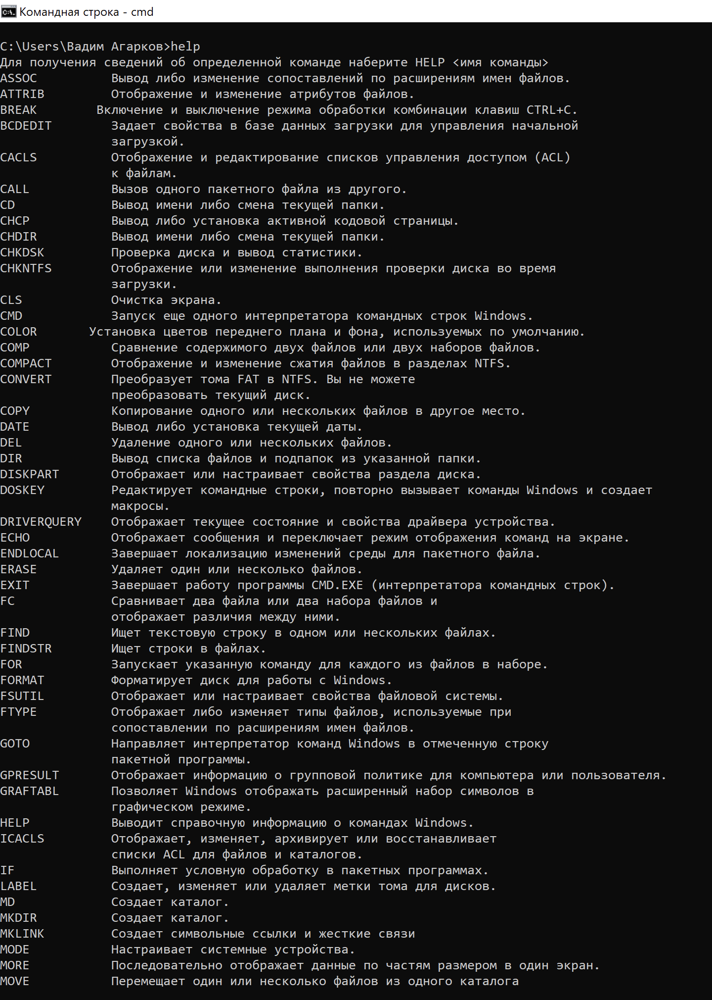 Командная строка - cmd
C:\Users\Вадим Агарков>help
Для получения сведений об определенной команде наберите HELP <имя команды>
ASSOC          Вывод либо изменение сопоставлений по расширениям имен файлов.
ATTRIB         Отображение и изменение атрибутов файлов.
BREAK        Включение и выключение режима обработки комбинации клавиш CTRL+C.
BCDEDIT        Задает свойства в базе данных загрузки для управления начальной
               загрузкой.
CACLS          Отображение и редактирование списков управления доступом (ACL)
               к файлам.
CALL           Вызов одного пакетного файла из другого.
CD             Вывод имени либо смена текущей папки.
CHCP           Вывод либо установка активной кодовой страницы.
CHDIR          Вывод имени либо смена текущей папки.
CHKDSK         Проверка диска и вывод статистики.
CHKNTFS        Отображение или изменение выполнения проверки диска во время
               загрузки.
CLS            Очистка экрана.
CMD            Запуск еще одного интерпретатора командных строк Windows.
COLOR       Установка цветов переднего плана и фона, используемых по умолчанию.
COMP           Сравнение содержимого двух файлов или двух наборов файлов.
COMPACT        Отображение и изменение сжатия файлов в разделах NTFS.
CONVERT        Преобразует тома FAT в NTFS. Вы не можете
               преобразовать текущий диск.
COPY           Копирование одного или нескольких файлов в другое место.
DATE           Вывод либо установка текущей даты.
DEL            Удаление одного или нескольких файлов.
DIR            Вывод списка файлов и подпапок из указанной папки.
DISKPART       Отображает или настраивает свойства раздела диска.
DOSKEY         Редактирует командные строки, повторно вызывает команды Windows и создает
               макросы.
DRIVERQUERY    Отображает текущее состояние и свойства драйвера устройства.
ECHO           Отображает сообщения и переключает режим отображения команд на экране.
ENDLOCAL       Завершает локализацию изменений среды для пакетного файла.
ERASE          Удаляет один или несколько файлов.
EXIT           Завершает работу программы CMD.EXE (интерпретатора командных строк).
FC             Сравнивает два файла или два набора файлов и
               отображает различия между ними.
FIND           Ищет текстовую строку в одном или нескольких файлах.
FINDSTR        Ищет строки в файлах.
FOR            Запускает указанную команду для каждого из файлов в наборе.
FORMAT         Форматирует диск для работы с Windows.
FSUTIL         Отображает или настраивает свойства файловой системы.
FTYPE          Отображает либо изменяет типы файлов, используемые при
               сопоставлении по расширениям имен файлов.
GOTO           Направляет интерпретатор команд Windows в отмеченную строку
               пакетной программы.
GPRESULT       Отображает информацию о групповой политике для компьютера или пользователя.
GRAFTABL       Позволяет Windows отображать расширенный набор символов в
               графическом режиме.
HELP           Выводит справочную информацию о командах Windows.
ICACLS         Отображает, изменяет, архивирует или восстанавливает
               списки ACL для файлов и каталогов.
IF             Выполняет условную обработку в пакетных программах.
LABEL          Создает, изменяет или удаляет метки тома для дисков.
MD             Создает каталог.
MKDIR          Создает каталог.
MKLINK         Создает символьные ссылки и жесткие связи
MODE           Настраивает системные устройства.
MORE           Последовательно отображает данные по частям размером в один экран.
MOVE           Перемещает один или несколько файлов из одного каталога